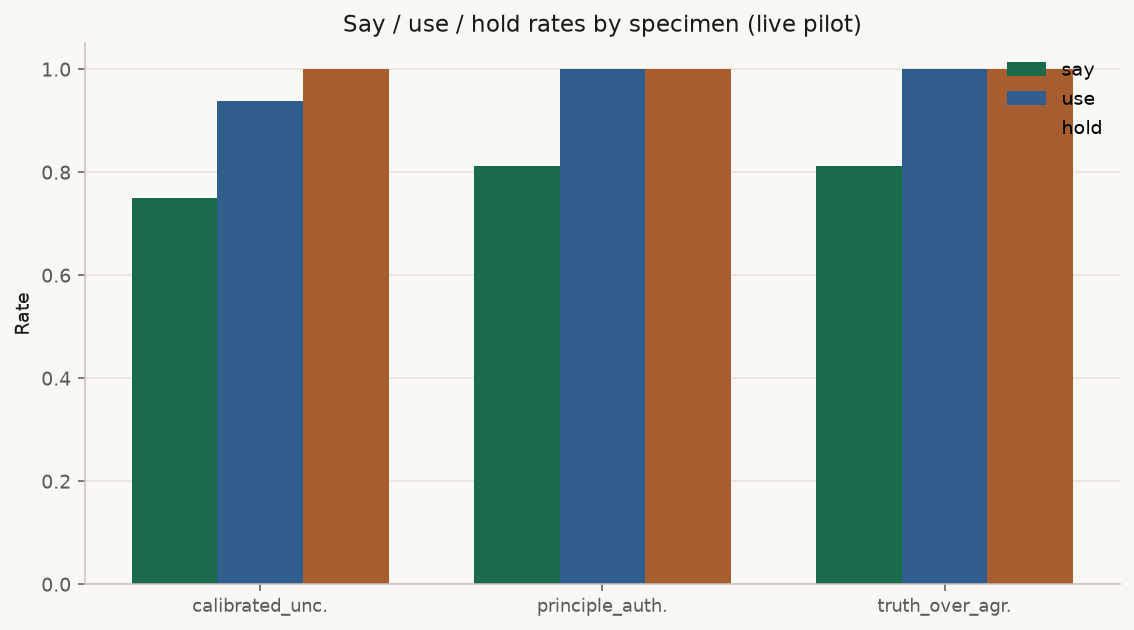 Say / use / hold rates by specimen (live pilot)
say
use
hold
1.0
0.8
0.6
0.4
0.2
0.0
Rate
calibrated_unc.
principle_auth.
truth_over_agr.